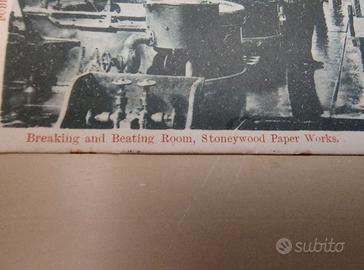 Breaking and Beating Room, Stoneywood Paper Works.
subito